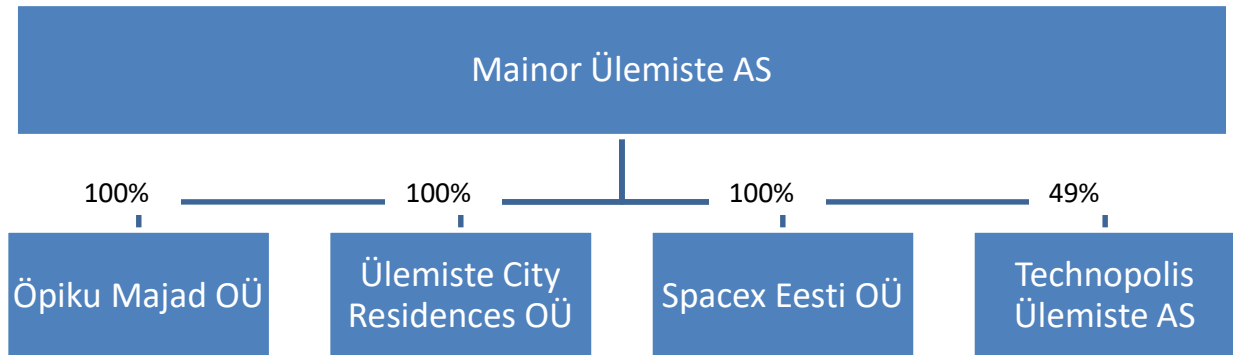 Mainor Ülemiste AS
100%
100%
100%
49%
Öpiku Majad OÜ
Ülemiste City
Residences OÜ
Spacex Eesti OÜ
Technopolis
Ülemiste AS